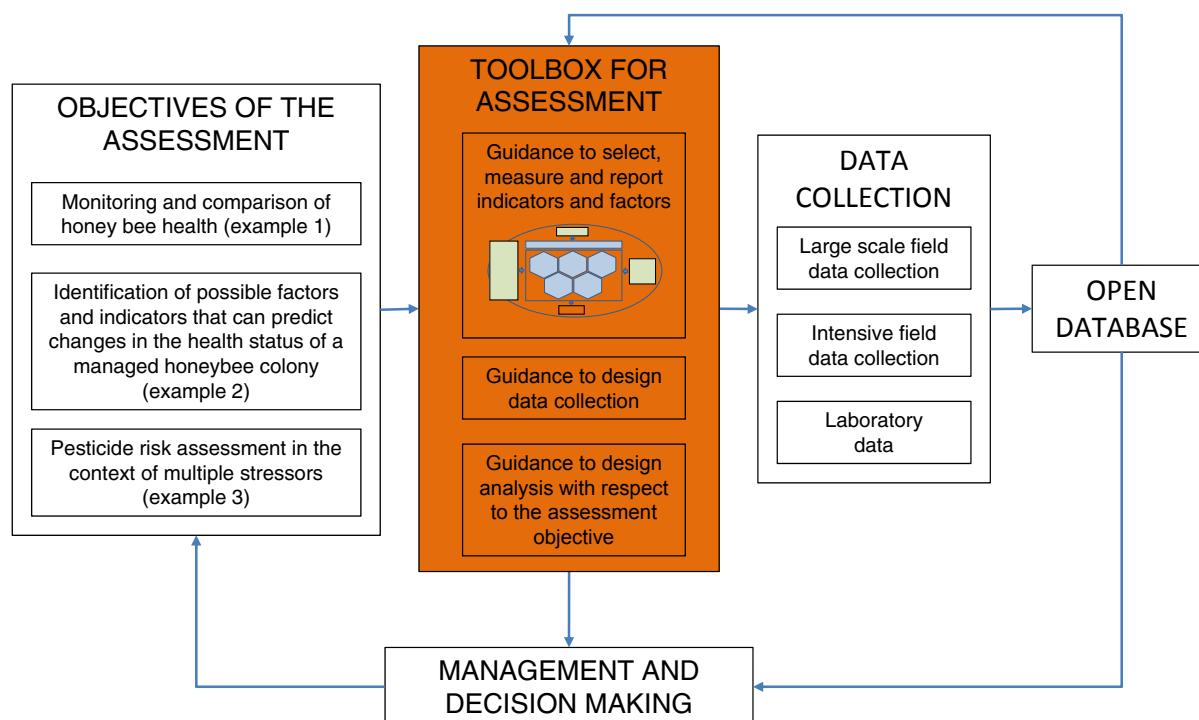 OBJECTIVES OF THE
ASSESSMENT
Monitoring and comparison of
honey bee health (example 1)
Identification of possible factors
and indicators that can predict
changes in the health status of a
managed honeybee colony
(example 2)
Pesticide risk assessment in the
context of multiple stressors
(example 3)
TOOLBOX FOR
ASSESSMENT
Guidance to select,
measure and report
indicators and factors
Guidance to design
data collection
Guidance to design
analysis with respect
to the assessment
objective
DATA
COLLECTION
Large scale field
data collection
Intensive field
data collection
Laboratory
data
OPEN
DATABASE
MANAGEMENT AND
DECISION MAKING